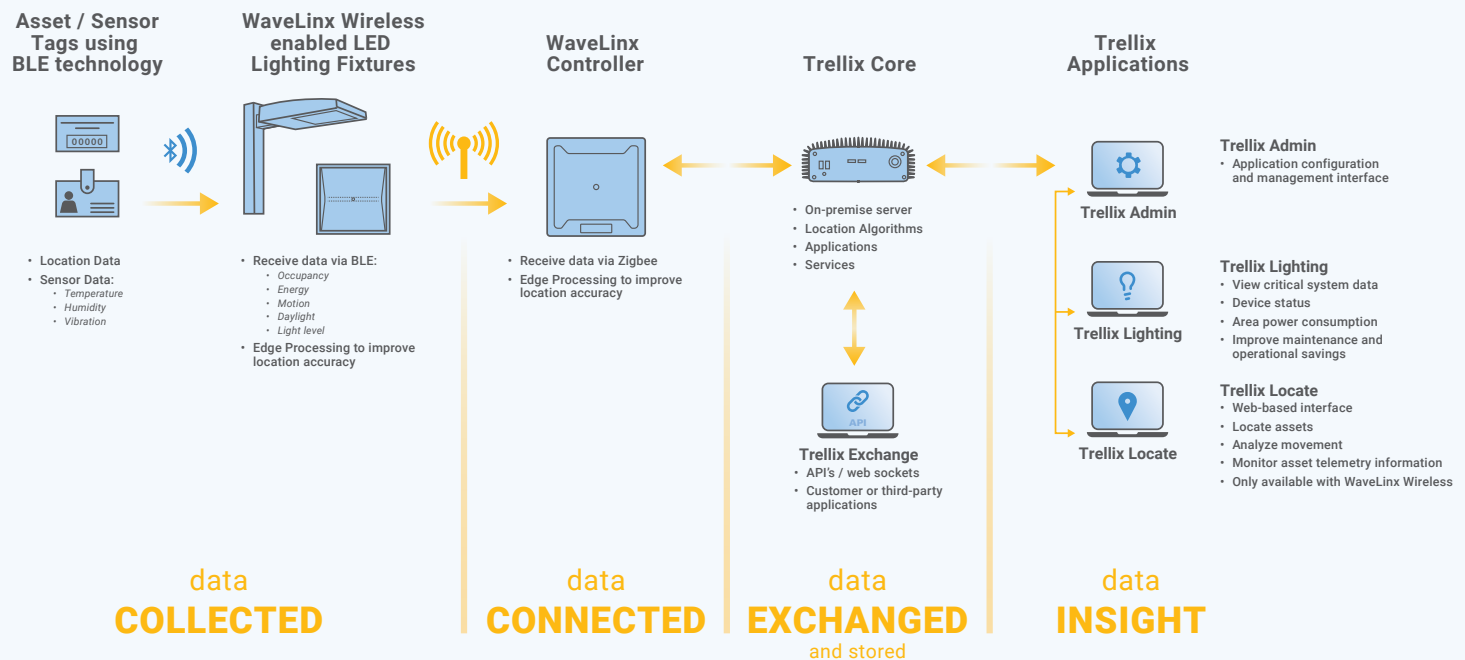 Asset / Sensor
Tags using
BLE technology
00000
• Location Data
• Sensor Data:
• Temperature
• Humidity
• Vibration
WaveLinx Wireless
enabled LED
Lighting Fixtures
• Receive data via BLE:
• Occupancy
• Energy
• Motion
• Daylight
• Light level
• Edge Processing to improve
location accuracy
data
COLLECTED
WaveLinx
Controller
• Receive data via Zigbee
• Edge Processing to improve
location accuracy
data
CONNECTED
Trellix Core
• On-premise server
• Location Algorithms
• Applications
• Services
API
Trellix Exchange
• API's / web sockets
• Customer or third-party
applications
data
EXCHANGED
and stored
Trellix
Applications
Trellix Admin
Trellix Admin
• Application configuration
and management interface
Trellix Lighting
Trellix Lighting
• View critical system data
• Device status
• Area power consumption
• Improve maintenance and
operational savings
Trellix Locate
Trellix Locate
• Web-based interface
• Locate assets
• Analyze movement
• Monitor asset telemetry information
• Only available with WaveLinx Wireless
data
INSIGHT